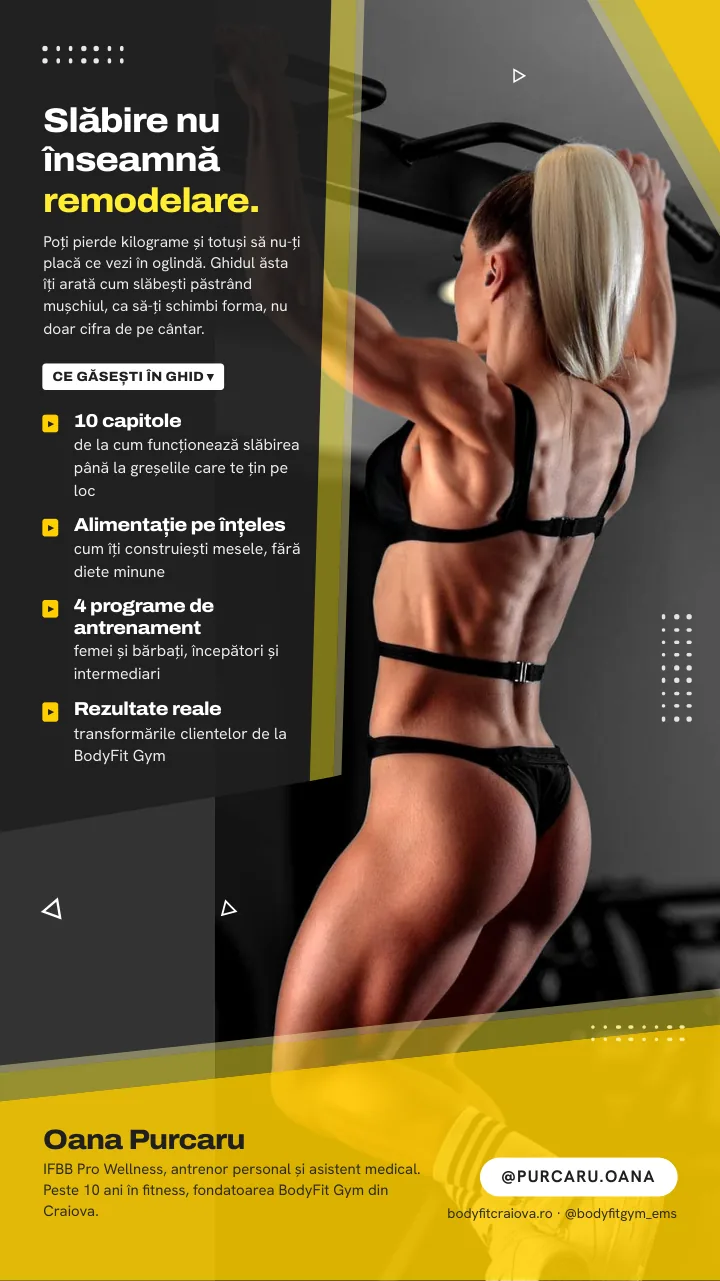 Slăbire nu
înseamnă
remodelare.
Poți pierde kilograme și totuși să nu-ți
placă ce vezi în oglindă. Ghidul ăsta
îți arată cum slăbești păstrând
mușchiul, ca să-ți schimbi forma, nu
doar cifra de pe cântar.
CE GĂSEȘTI ÎN GHID ▾
10 capitole
de la cum funcționează slăbirea
până la greșelile care te țin pe
loc
Alimentație pe înțeles
cum îți construiești mesele, fără
diete minune
4 programe de
antrenament
femei și bărbați, începători și
intermediari
Rezultate reale
transformările clientelor de la
BodyFit Gym
Oana Purcaru
IFBB Pro Wellness, antrenor personal și asistent medical.
Peste 10 ani în fitness, fondatoarea BodyFit Gym din
Craiova.
@PURCARU.OANA
bodyfitcraiova.ro · @bodyfitgym_ems